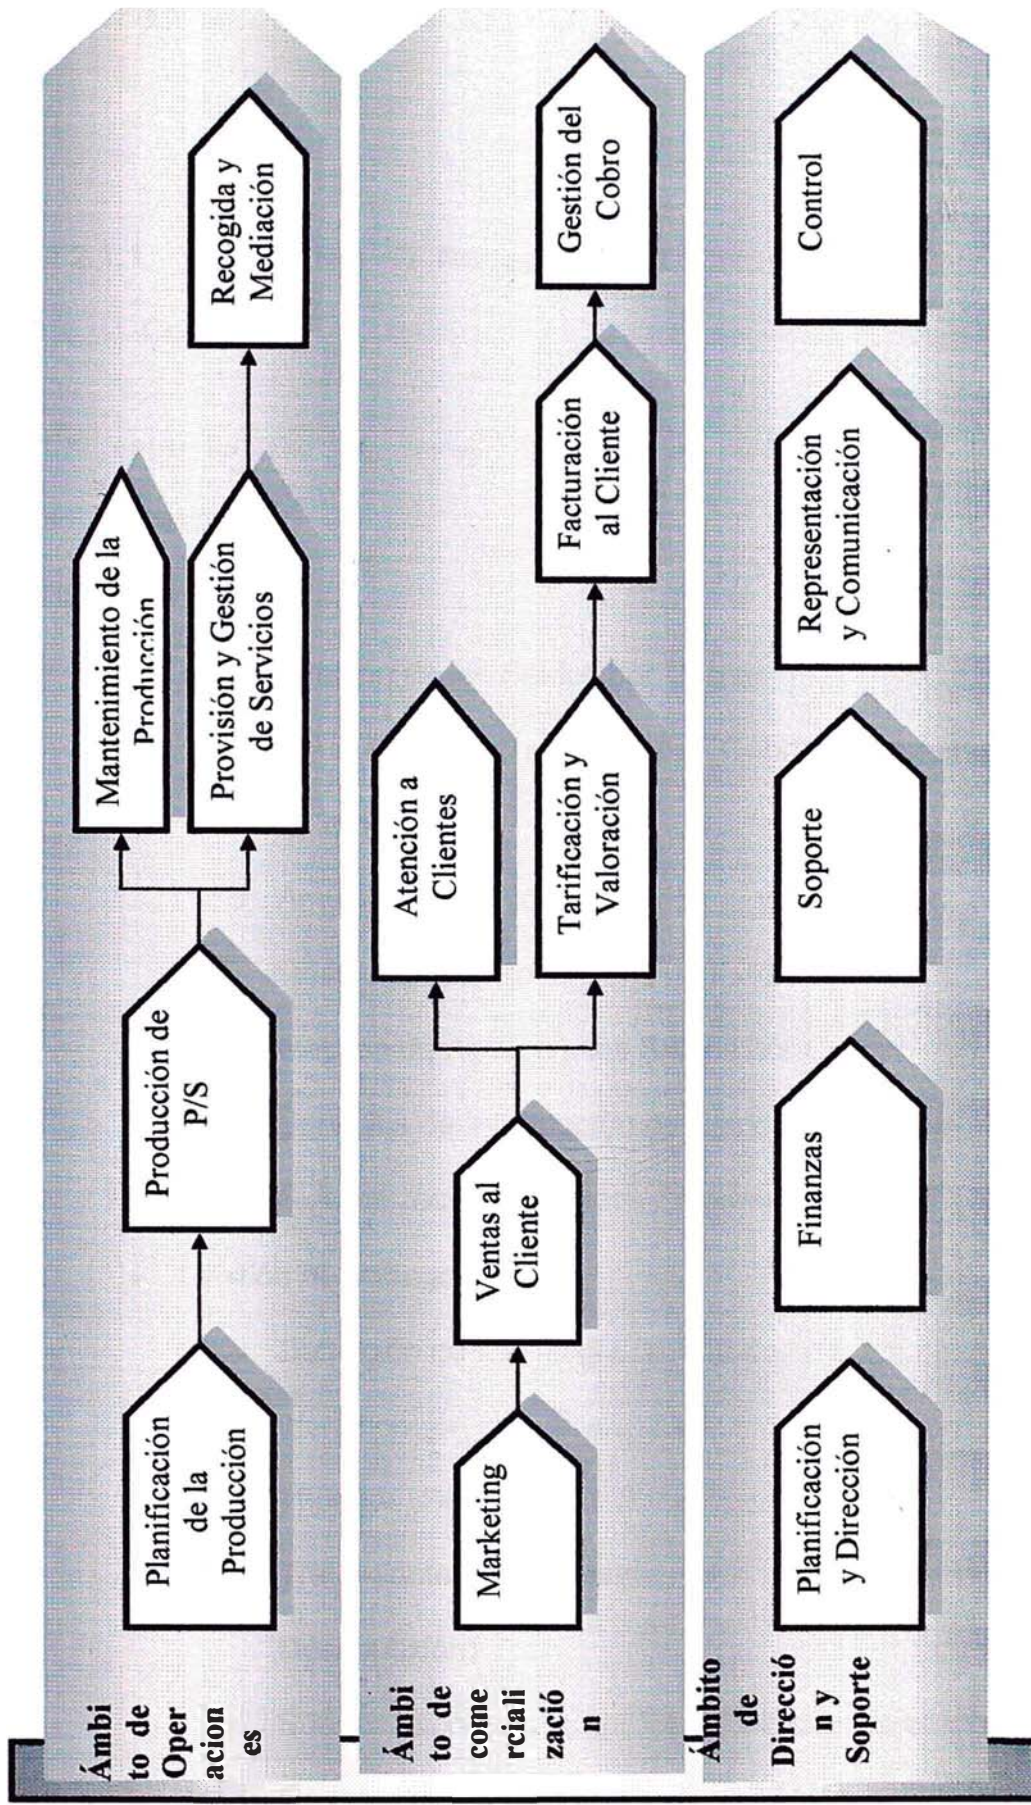 Ámbi
to de
Oper
acion
es
Planificación
de la
Producción
Producción de
P/S
Mantenimiento de la
Producción
Provisión y Gestión
de Servicios
Recogida y
Mediación
Ámbi
to de
come
rciali
zació
n
Marketing
Ventas al
Cliente
Atención a
Clientes
Tarificación y
Valoración
Facturación
al Cliente
Gestión del
Cobro
Ámbito
de
Direcció
n y
Soporte
Planificación
y Dirección
Finanzas
Soporte
Representación
y Comunicación
Control